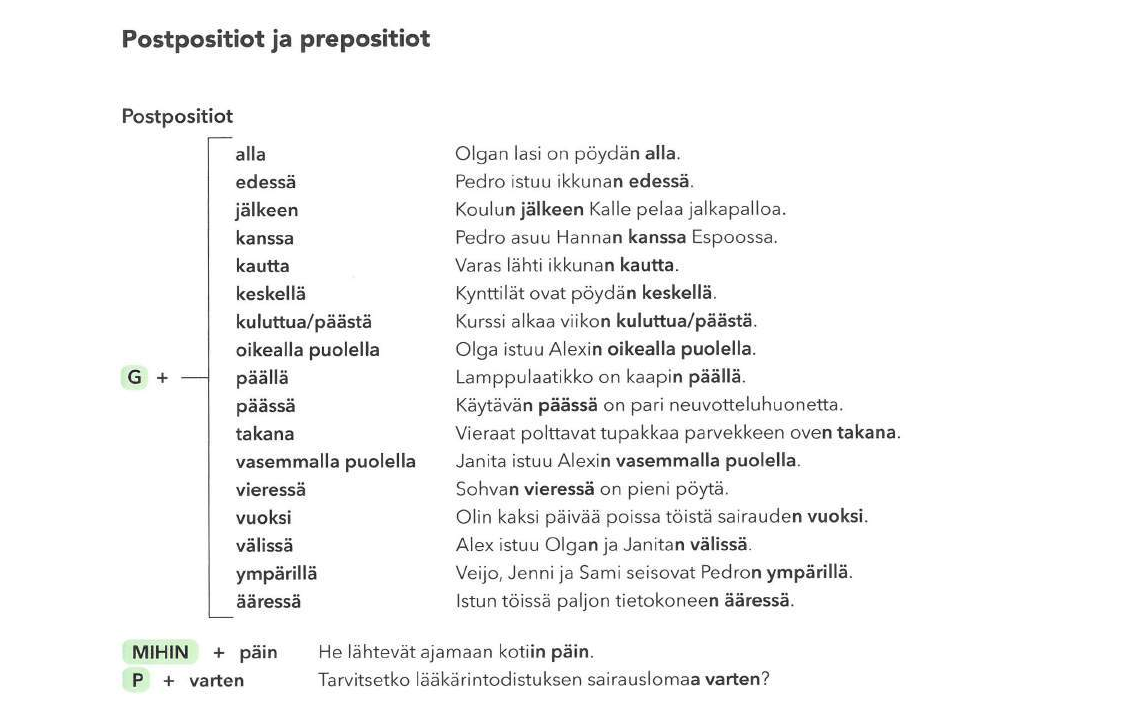 Postpositiot ja prepositiot
Postpositiot
alla Olgan lasi on pöydän alla.
edessä Pedro istuu ikkunan edessä.
jälkeen Koulun jälkeen Kalle pelaa jalkapalloa.
kanssa Pedro asuu Hannan kanssa Espoossa.
kautta Varas lähti ikkunan kautta.
keskellä Kynttilät ovat pöydän keskellä.
kuluttua/päästä Kurssi alkaa viikon kuluttua/päästä.
oikealla puolella Olga istuu Alexin oikealla puolella.
G + päällä Lamppulaatikko on kaapin päällä.
päässä Käytävän päässä on pari neuvotteluhuonetta.
takana Vieraat polttavat tupakkaa parvekkeen oven takana.
vasemmalla puolella Janita istuu Alexin vasemmalla puolella.
vieressä Sohvan vieressä on pieni pöytä.
vuoksi Olin kaksi päivää poissa töistä sairauden vuoksi.
välissä Alex istuu Olgan ja Janitan välissä.
ympärillä Veijo, Jenni ja Sami seisovat Pedron ympärillä.
ääressä Istun töissä paljon tietokoneen ääressä.
MIHIN + päin He lähtevät ajamaan kotiin päin.
P + varten Tarvitsetko lääkärintodistuksen sairauslomaa varten?